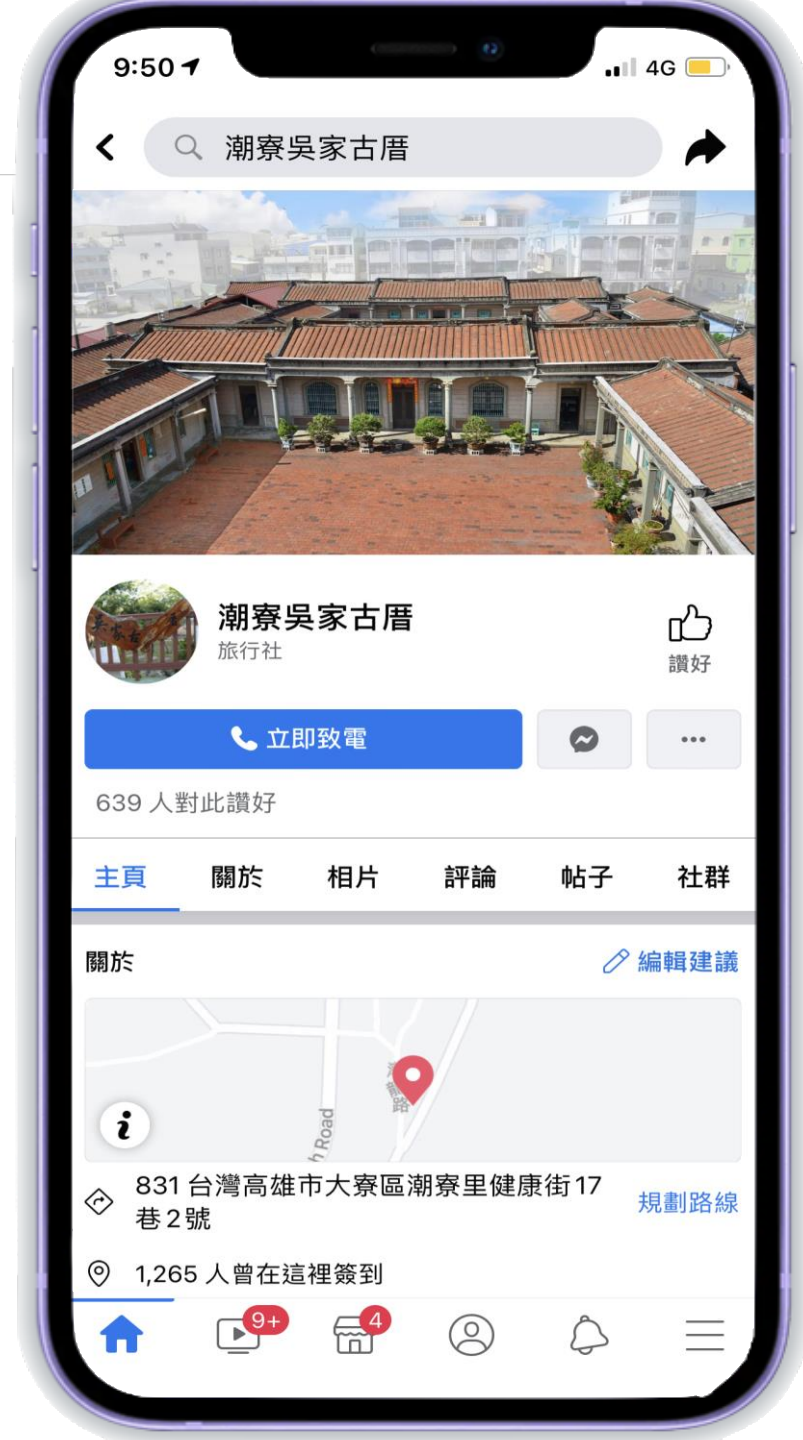 9:50
4G
潮寮吳家古厝
潮寮吳家古厝
旅行社
讚好
立即致電
639 人對此讚好
主頁 關於 相片 評論 帖子 社群
關於
編輯建議
Road
路
831 台灣高雄市大寮區潮寮里健康街 17
巷 2 號
規劃路線
1,265 人曾在這裡簽到
9+
4